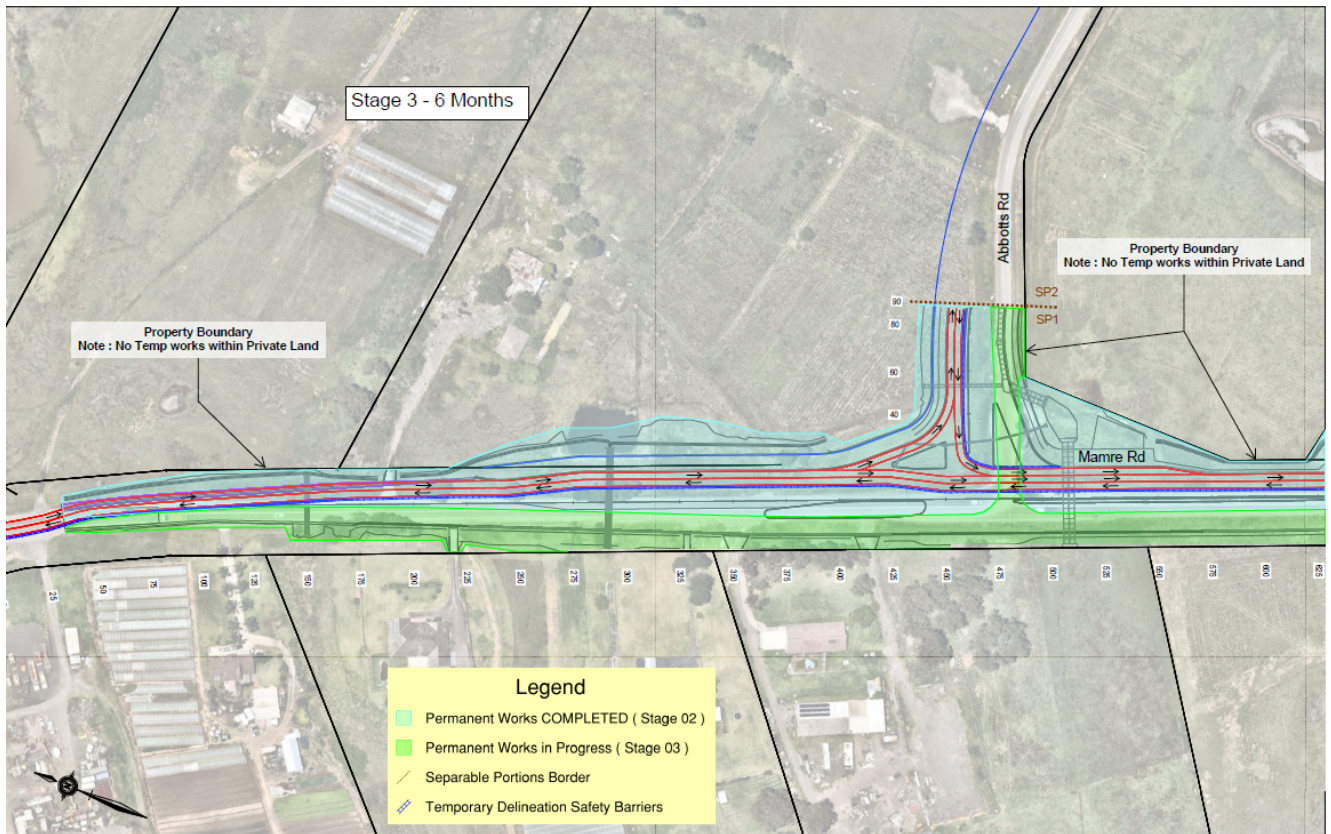 Stage 3 - 6 Months
Abbotts Rd
Property Boundary
Note : No Temp works within Private Land
SP2
SP1
90
80
60
40
Property Boundary
Note : No Temp works within Private Land
Mamre Rd
25
50
75
100
125
150
175
200
225
250
275
300
325
350
375
400
425
450
475
500
525
550
575
600
625
Legend
Permanent Works COMPLETED ( Stage 02 )
Permanent Works in Progress ( Stage 03 )
Separable Portions Border
Temporary Delineation Safety Barriers
N